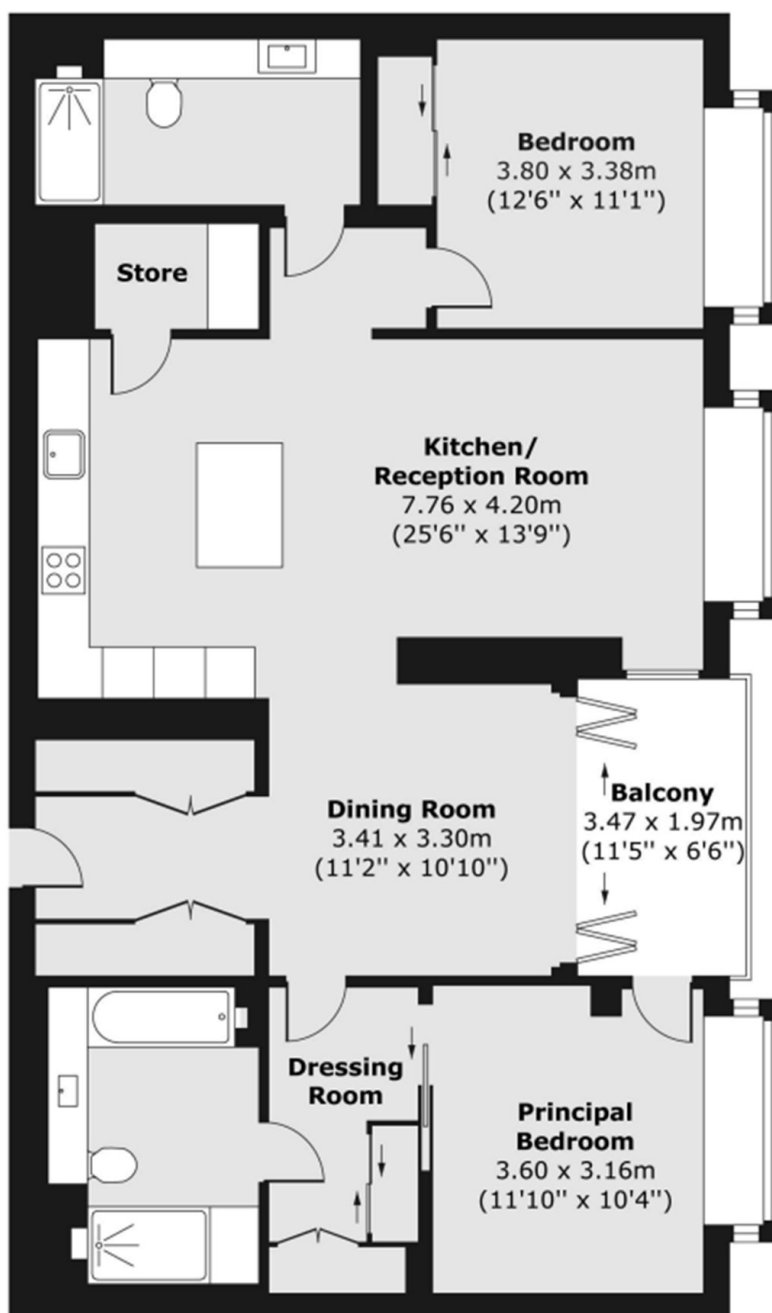 Bedroom
3.80 x 3.38m
(12'6" x 11'1")
Store
Kitchen/
Reception Room
7.76 x 4.20m
(25'6" x 13'9")
Dining Room
3.41 x 3.30m
(11'2" x 10'10")
Balcony
3.47 x 1.97m
(11'5" x 6'6")
Dressing
Room
Principal
Bedroom
3.60 x 3.16m
(11'10" x 10'4")